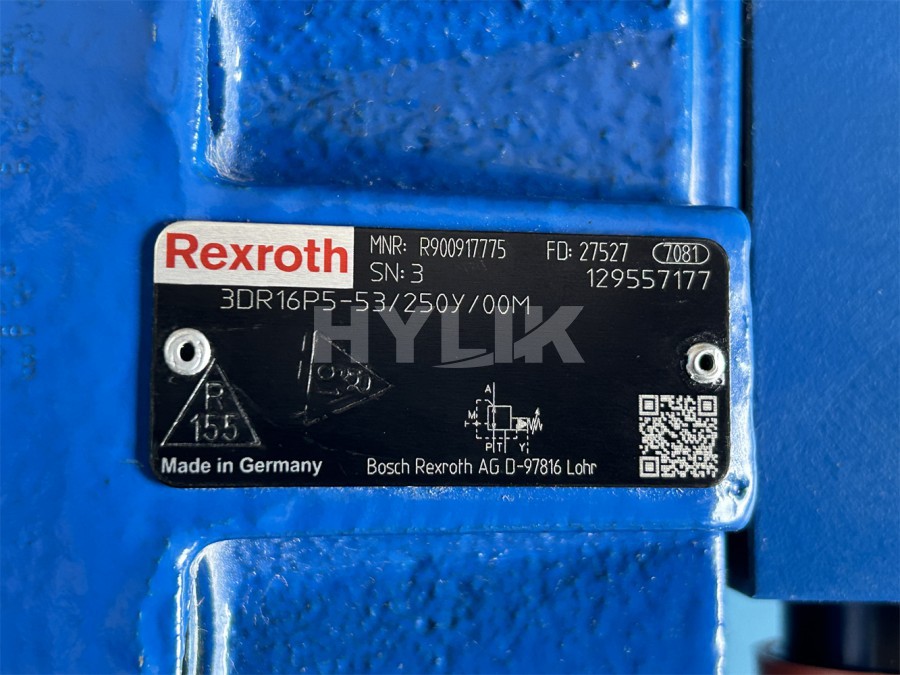 Rexroth
MNR: R900917775 FD: 27527 7081
SN: 3 129557177
3DR16P5-53/250Y/00M
HYLIK
R
155
A
M
P T Y
Made in Germany
Bosch Rexroth AG D-97816 Lohr